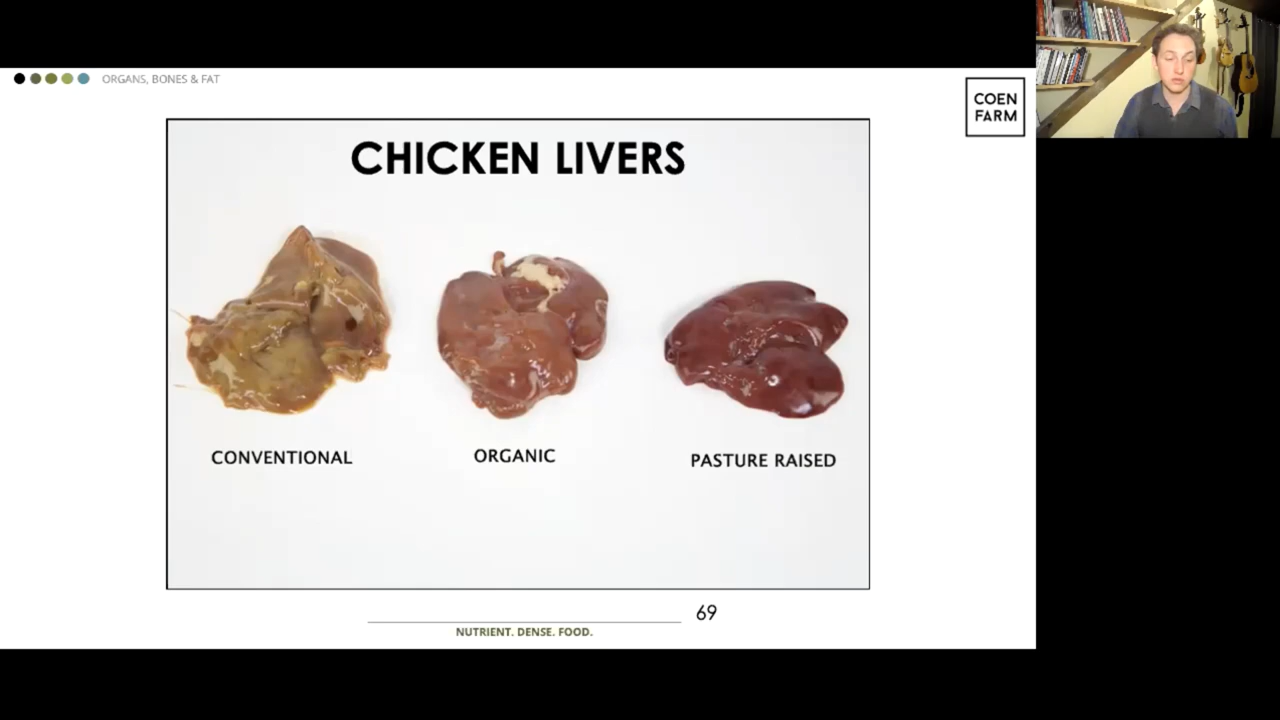 ORGANS, BONES & FAT
COEN
FARM
CHICKEN LIVERS
CONVENTIONAL
ORGANIC
PASTURE RAISED
69
NUTRIENT. DENSE. FOOD.